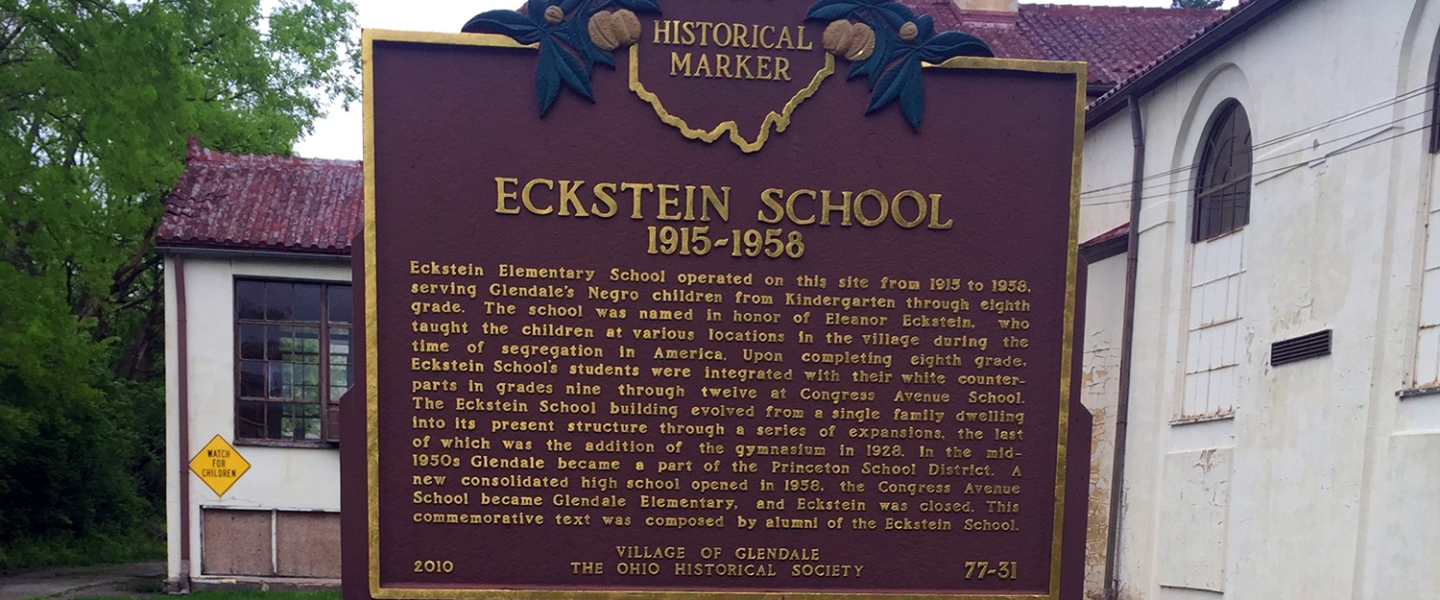 HISTORICAL
MARKER
ECKSTEIN SCHOOL
1915~1958
Eckstein Elementary School operated on this site from 1915 to 1958,
serving Glendale's Negro children from Kindergarten through eighth
grade. The school was named in honor of Eleanor Eckstein, who
taught the children at various locations in the village during the
time of segregation in America. Upon completing eighth grade,
Eckstein School's students were integrated with their white counter-
parts in grades nine through twelve at Congress Avenue School.
The Eckstein School building evolved from a single family dwelling
into its present structure through a series of expansions, the last
of which was the addition of the gymnasium in 1928. In the mid-
1950s Glendale became a part of the Princeton School District. A
new consolidated high school opened in 1958, the Congress Avenue
School became Glendale Elementary, and Eckstein was closed. This
commemorative text was composed by alumni of the Eckstein School.
VILLAGE OF GLENDALE
2010 THE OHIO HISTORICAL SOCIETY 77-31
WATCH
FOR
CHILDREN